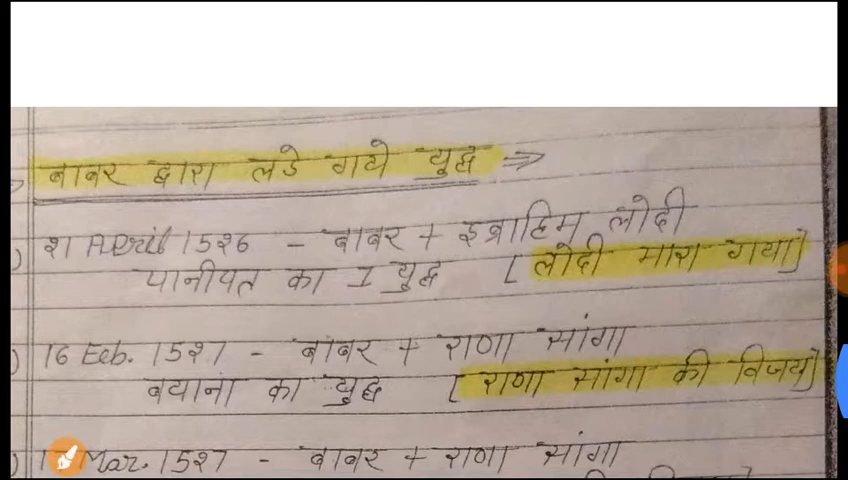 बाबर द्वारा लडे गये युद्ध ⇒
21 April 1526 - बाबर + इब्राहिम लोदी
पानीपत का I युद्ध [लोदी मारा गया]
16 Feb. 1527 - बाबर + राणा सांगा
बयाना का युद्ध [राणा सांगा की विजय]
Mar. 1527 - बाबर + राणा सांगा